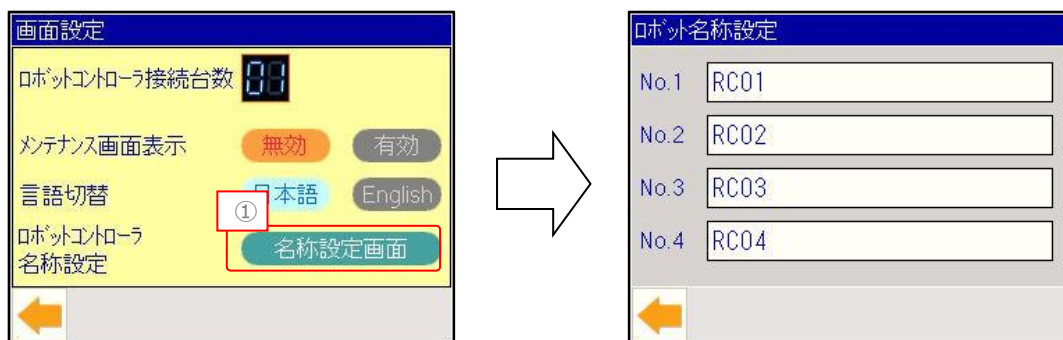 画面設定
ロボットコントローラ接続台数 01
メンテナンス画面表示 無効 有効
言語切替 日本語 English
①
ロボットコントローラ
名称設定 名称設定画面
ロボット名称設定
No.1 RC01
No.2 RC02
No.3 RC03
No.4 RC04